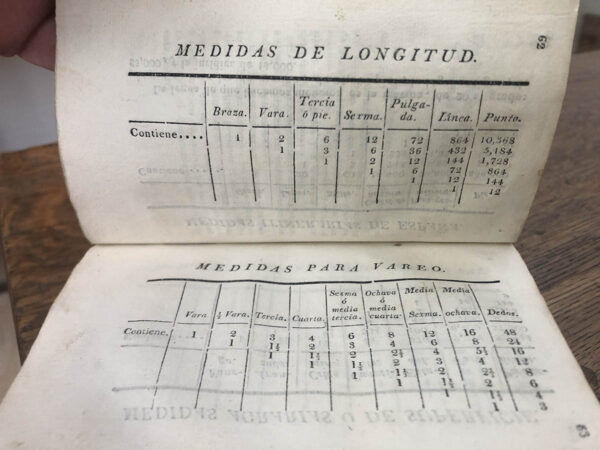 62
MEDIDAS DE LONGITUD.
Braza. Vara. Tercia ó pie. Sesma. Pulgada. Línea. Punto.
Contiene.... 1 2 6 12 72 864 10,368
1 3 6 36 432 5,184
1 2 12 144 1,728
1 6 72 864
1 12 144
1 12
MEDIDAS PARA VAREO.
Vara. ½ Vara. Tercia. Cuarta. Sesma ó media tercia. Ochava ó media cuarta. Media Sesma. Media ochava. Dedos.
Contiene. 1 2 3 4 6 8 12 16 48
1 1½ 2 3 4 6 8 24
1 1⅓ 2 2⅔ 4 5⅓ 16
1 1½ 2 3 4 12
1 1⅓ 2 2⅔ 8
1 1½ 2 6
1 1⅓ 4
1 3
63